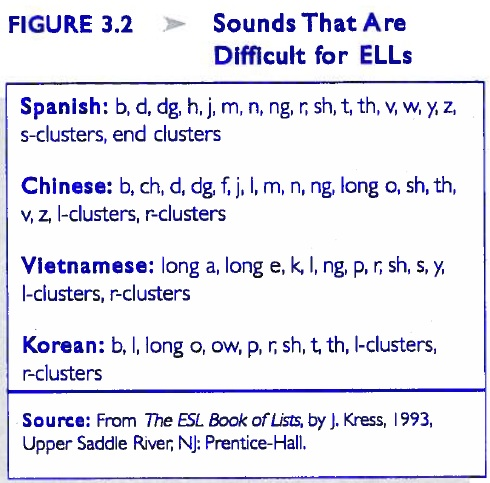 FIGURE 3.2 ➤ Sounds That Are
Difficult for ELLs
Spanish: b, d, dg, h, j, m, n, ng, r, sh, t, th, v, w, y, z,
s-clusters, end clusters
Chinese: b, ch, d, dg, f, j, l, m, n, ng, long o, sh, th,
v, z, l-clusters, r-clusters
Vietnamese: long a, long e, k, l, ng, p, r, sh, s, y,
l-clusters, r-clusters
Korean: b, l, long o, ow, p, r, sh, t, th, l-clusters,
r-clusters
Source: From The ESL Book of Lists, by J. Kress, 1993,
Upper Saddle River, NJ: Prentice-Hall.